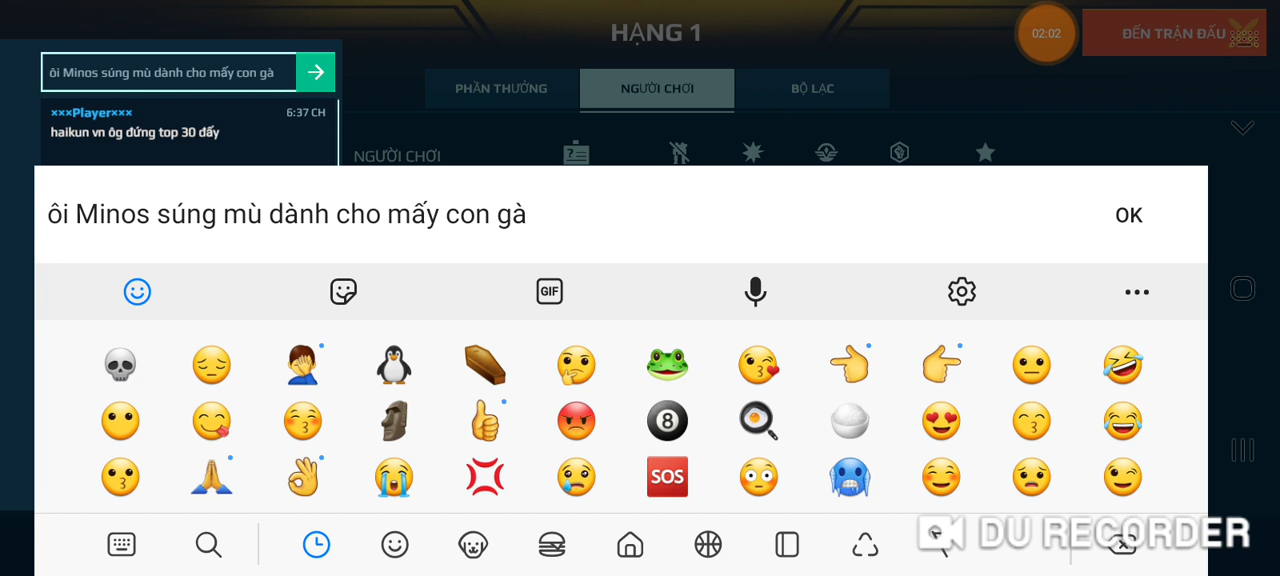 HẠNG 1
02:02
ĐẾN TRẬN ĐẤU
ôi Minos súng mù dành cho mấy con gà
PHẦN THƯỞNG
NGƯỜI CHƠI
BỘ LẠC
×××Player×××
6:37 CH
haikun vn ôg đứng top 30 đấy
NGƯỜI CHƠI
ôi Minos súng mù dành cho mấy con gà
OK
GIF
8
SOS
DU RECORDER